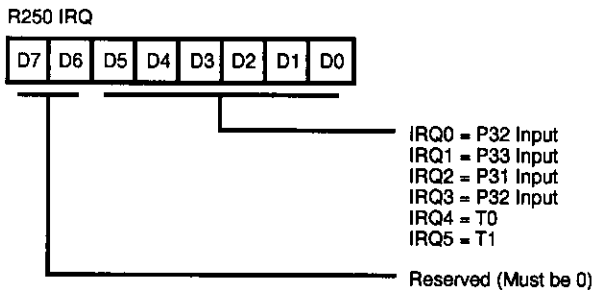 R250 IRQ
D7 D6 D5 D4 D3 D2 D1 D0
IRQ0 = P32 Input
IRQ1 = P33 Input
IRQ2 = P31 Input
IRQ3 = P32 Input
IRQ4 = T0
IRQ5 = T1
Reserved (Must be 0)